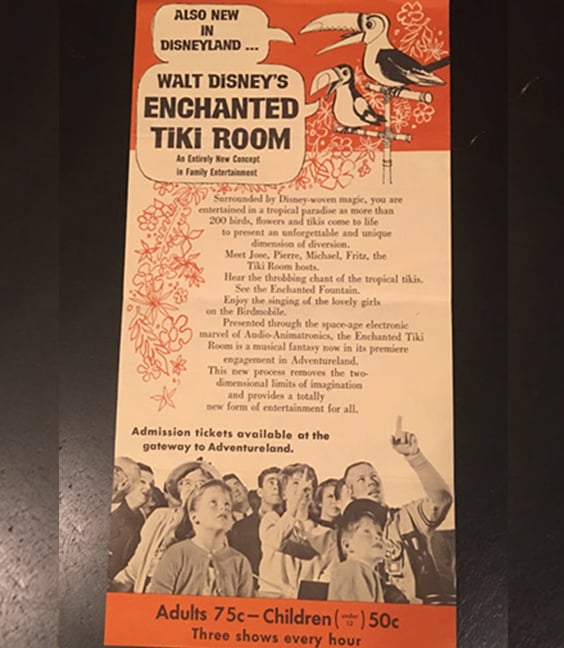 ALSO NEW
IN
DISNEYLAND ...
WALT DISNEY'S
ENCHANTED
TiKi ROOM
An Entirely New Concept
in Family Entertainment
Surrounded by Disney-woven magic, you are
entertained in a tropical paradise as more than
200 birds, flowers and tikis come to life
to present an unforgettable and unique
dimension of diversion.
Meet Jose, Pierre, Michael, Fritz, the
Tiki Room hosts.
Hear the throbbing chant of the tropical tikis.
See the Enchanted Fountain.
Enjoy the singing of the lovely girls
on the Birdmobile.
Presented through the space-age electronic
marvel of Audio-Animatronics, the Enchanted Tiki
Room is a musical fantasy now in its premiere
engagement in Adventureland.
This new process removes the two-
dimensional limits of imagination
and provides a totally
new form of entertainment for all.
Admission tickets available at the
gateway to Adventureland.
Adults 75c — Children (under 12) 50c
Three shows every hour